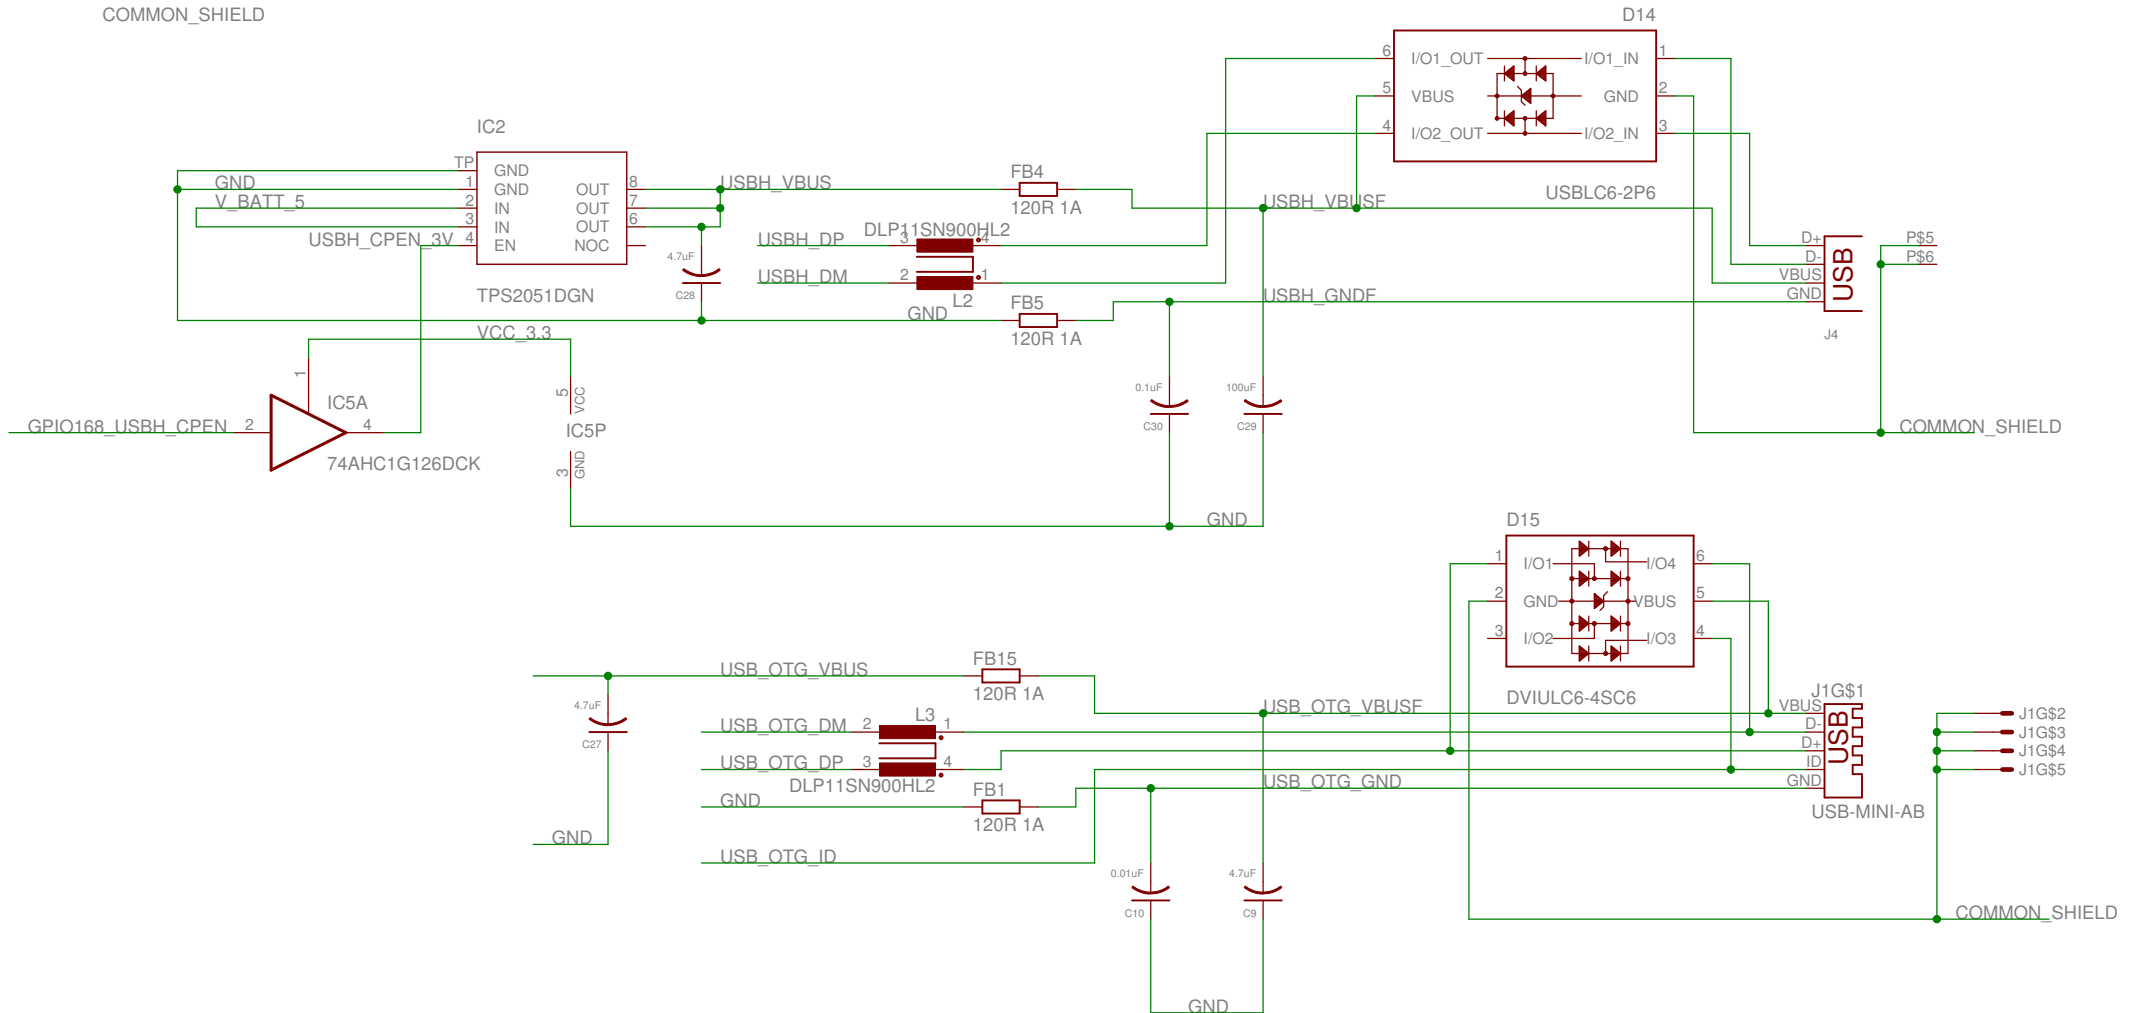 COMMON_SHIELD
D14
6 I/O1_OUT I/O1_IN 1
5 VBUS GND 2
4 I/O2_OUT I/O2_IN 3
USBLC6-2P6
IC2
TP GND
GND 1 GND OUT 8
V_BATT_5 2 IN OUT 7
3 IN OUT 6
USBH_CPEN_3V 4 EN NOC
TPS2051DGN
USBH_VBUS
FB4
120R 1A
USBH_VBUSF
DLP11SN900HL2
USBH_DP 3 4
USBH_DM 2 1
L2
4.7uF
C28
GND
FB5
120R 1A
USBH_GNDF
D+
D-
VBUS
GND
USB
J4
P$5
P$6
VCC_3.3
1
IC5A
GPIO168_USBH_CPEN 2 4
74AHC1G126DCK
5 VCC
IC5P
3 GND
0.1uF
C30
100uF
C29
GND
COMMON_SHIELD
D15
1 I/O1 I/O4 6
2 GND VBUS 5
3 I/O2 I/O3 4
DVIULC6-4SC6
USB_OTG_VBUS
FB15
120R 1A
USB_OTG_VBUSF
4.7uF
C27
GND
L3
USB_OTG_DM 2 1
USB_OTG_DP 3 4
DLP11SN900HL2
GND
FB1
120R 1A
USB_OTG_GND
USB_OTG_ID
0.01uF
C10
4.7uF
C9
GND
J1G$1
VBUS
D-
D+
ID
GND
USB
USB-MINI-AB
J1G$2
J1G$3
J1G$4
J1G$5
COMMON_SHIELD